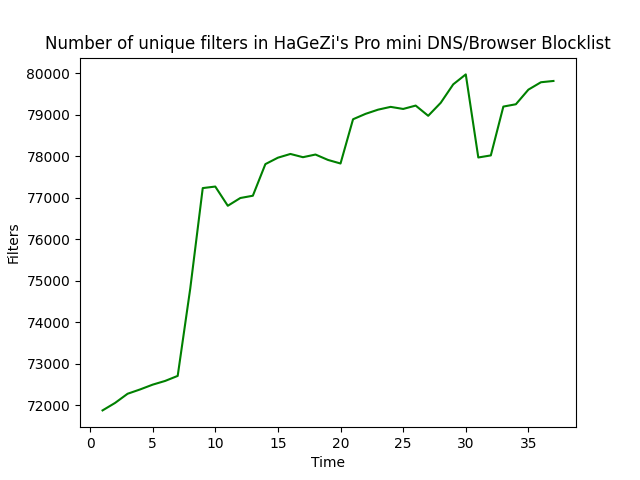 Number of unique filters in HaGeZi's Pro mini DNS/Browser Blocklist
80000
79000
78000
77000
76000
75000
74000
73000
72000
Filters
0 5 10 15 20 25 30 35
Time